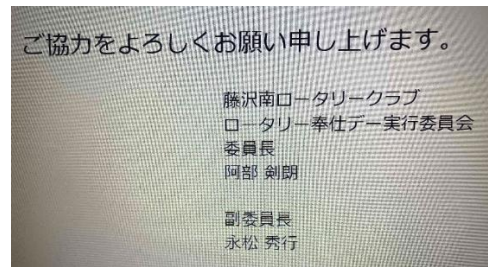 ご協力をよろしくお願い申し上げます。
藤沢南ロータリークラブ
ロータリー奉仕デー実行委員会
委員長
阿部 剣朗
副委員長
永松 秀行